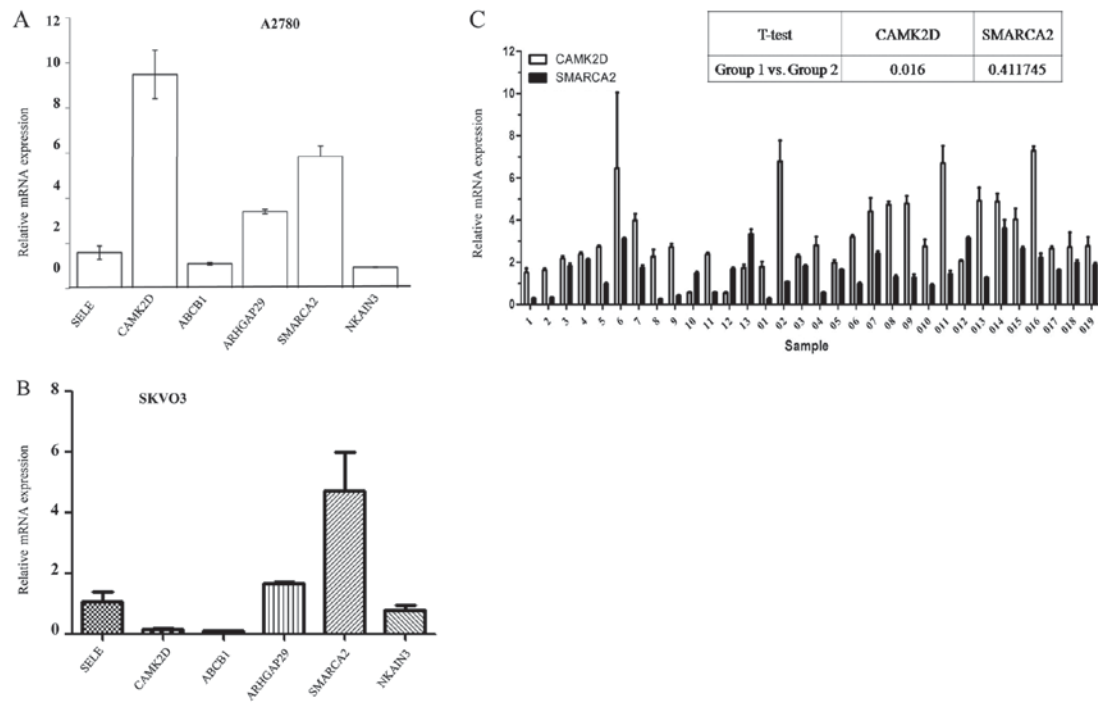 A
A2780
12
10
8
6
4
2
0
Relative mRNA expression
SELE
CAMK2D
ABCB1
ARHGAP29
SMARCA2
NKAIN3
B
SKVO3
8
6
4
2
0
Relative mRNA expression
SELE
CAMK2D
ABCB1
ARHGAP29
SMARCA2
NKAIN3
C
T-test CAMK2D SMARCA2
Group 1 vs. Group 2 0.016 0.411745
CAMK2D
SMARCA2
12
10
8
6
4
2
0
Relative mRNA expression
1 2 3 4 5 6 7 8 9 10 11 12 13 01 02 03 04 05 06 07 08 09 010 011 012 013 014 015 016 017 018 019
Sample